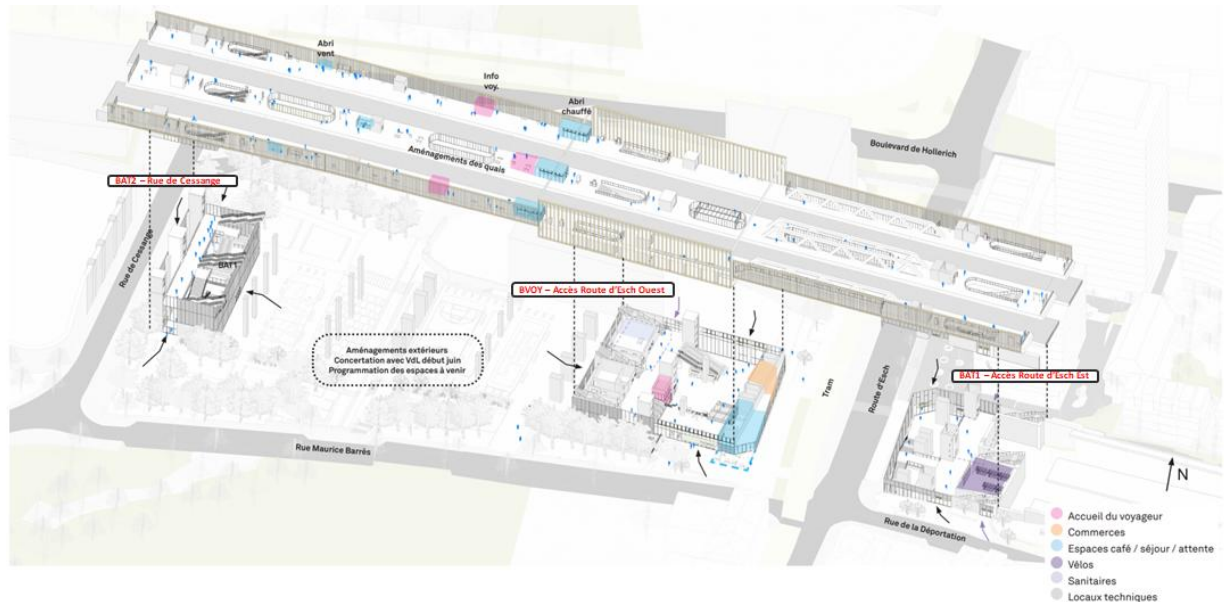 Abri
vent
Info
voy.
Abri
chauffé
Boulevard de Hollerich
Aménagements des quais
BAT2 – Rue de Cessange
Rue de Cessange
BAT1
BVOY – Accès Route d'Esch Ouest
Aménagements extérieurs
Concertation avec VdL début juin
Programmation des espaces à venir
BAT1 – Accès Route d'Esch Est
Tram
Route d'Esch
Rue Maurice Barrés
Rue de la Déportation
N
Accueil du voyageur
Commerces
Espaces café / séjour / attente
Vélos
Sanitaires
Locaux techniques